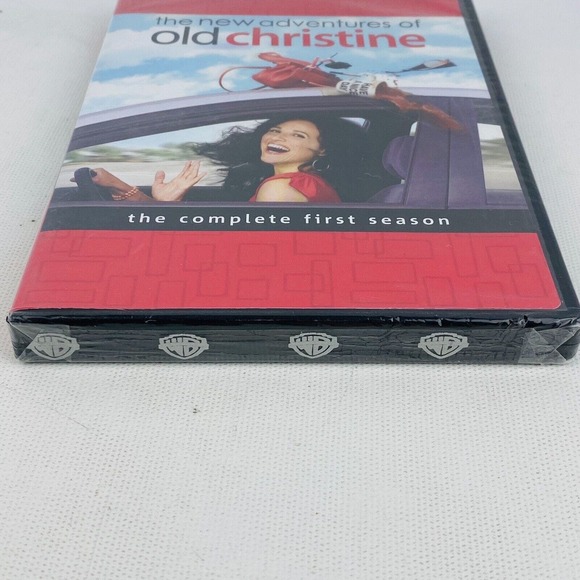 the new adventures of
old christine
the complete first season